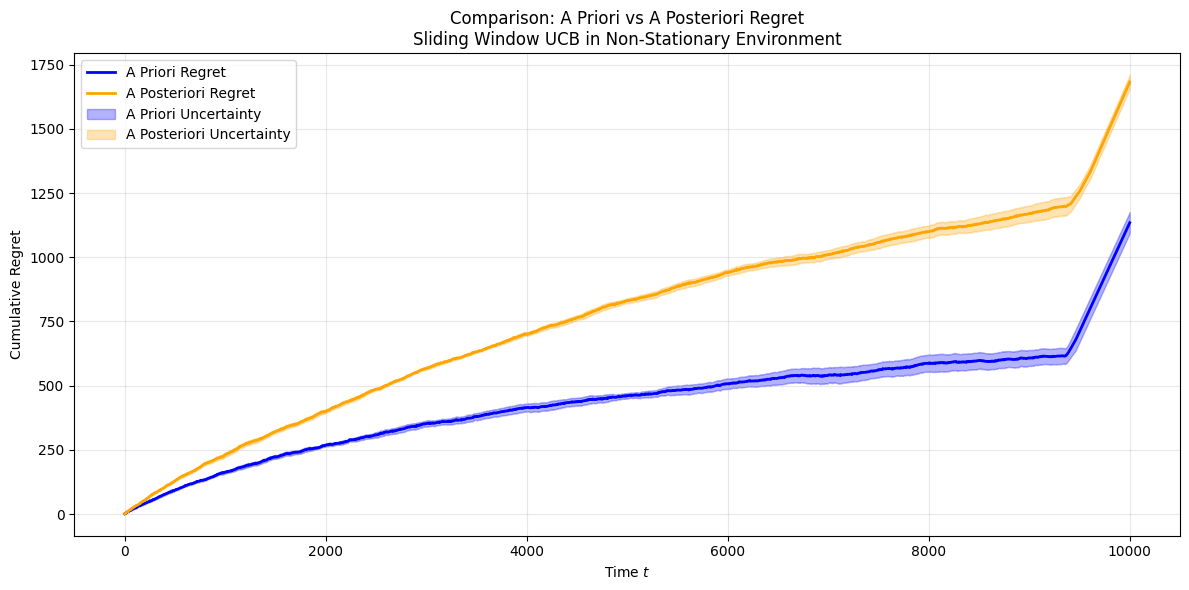 Comparison: A Priori vs A Posteriori Regret
Sliding Window UCB in Non-Stationary Environment
A Priori Regret
A Posteriori Regret
A Priori Uncertainty
A Posteriori Uncertainty
Cumulative Regret
1750
1500
1250
1000
750
500
250
0
0 2000 4000 6000 8000 10000
Time t